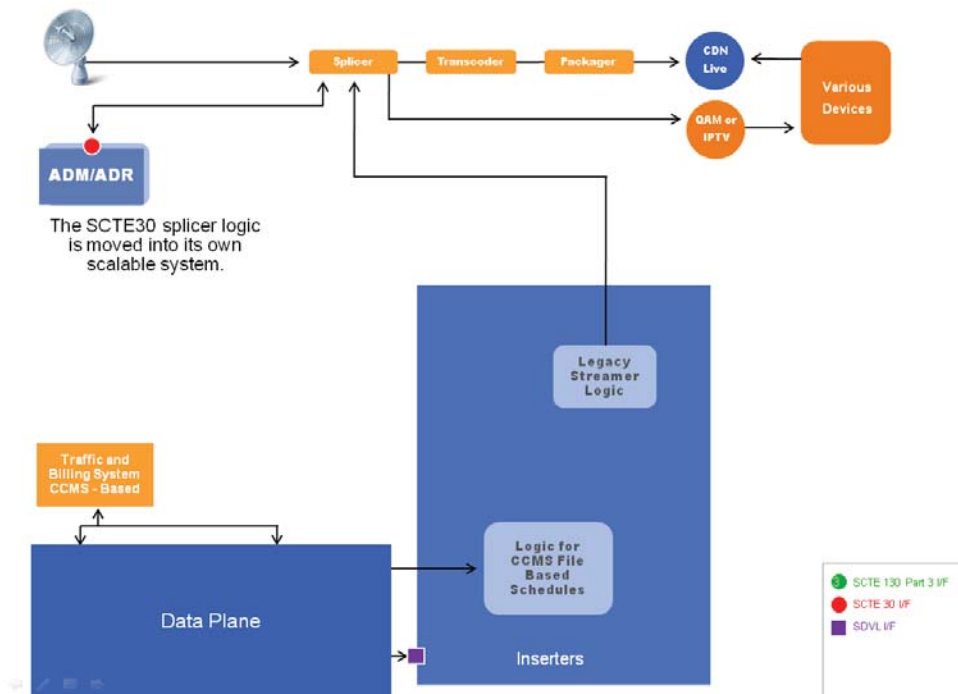 Splicer
Transcoder
Packager
CDN
Live
Various
Devices
QAM or
IPTV
ADM/ADR
The SCTE30 splicer logic
is moved into its own
scalable system.
Legacy
Streamer
Logic
Traffic and
Billing System
CCMS - Based
Logic for
CCMS File
Based
Schedules
Data Plane
Inserters
3 SCTE 130 Part 3 I/F
SCTE 30 I/F
SDVL I/F